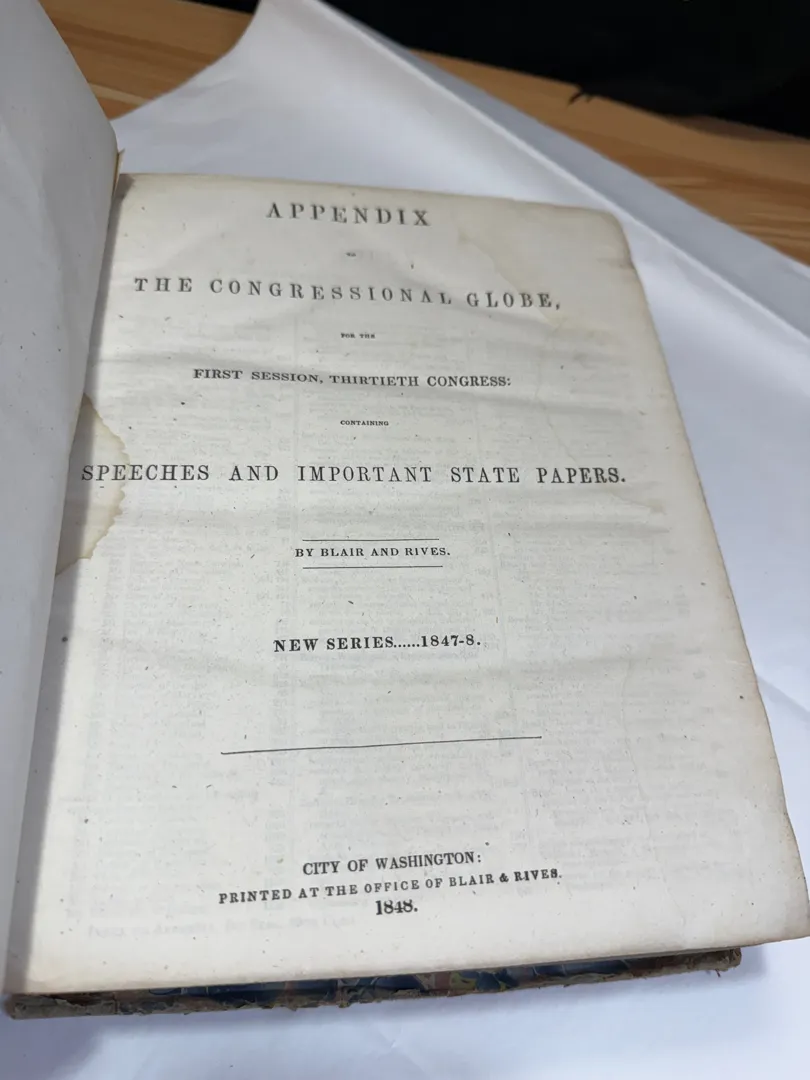 APPENDIX
TO
THE CONGRESSIONAL GLOBE,
FOR THE
FIRST SESSION, THIRTIETH CONGRESS:
CONTAINING
SPEECHES AND IMPORTANT STATE PAPERS.
BY BLAIR AND RIVES.
NEW SERIES......1847-8.
CITY OF WASHINGTON:
PRINTED AT THE OFFICE OF BLAIR & RIVES.
1848.